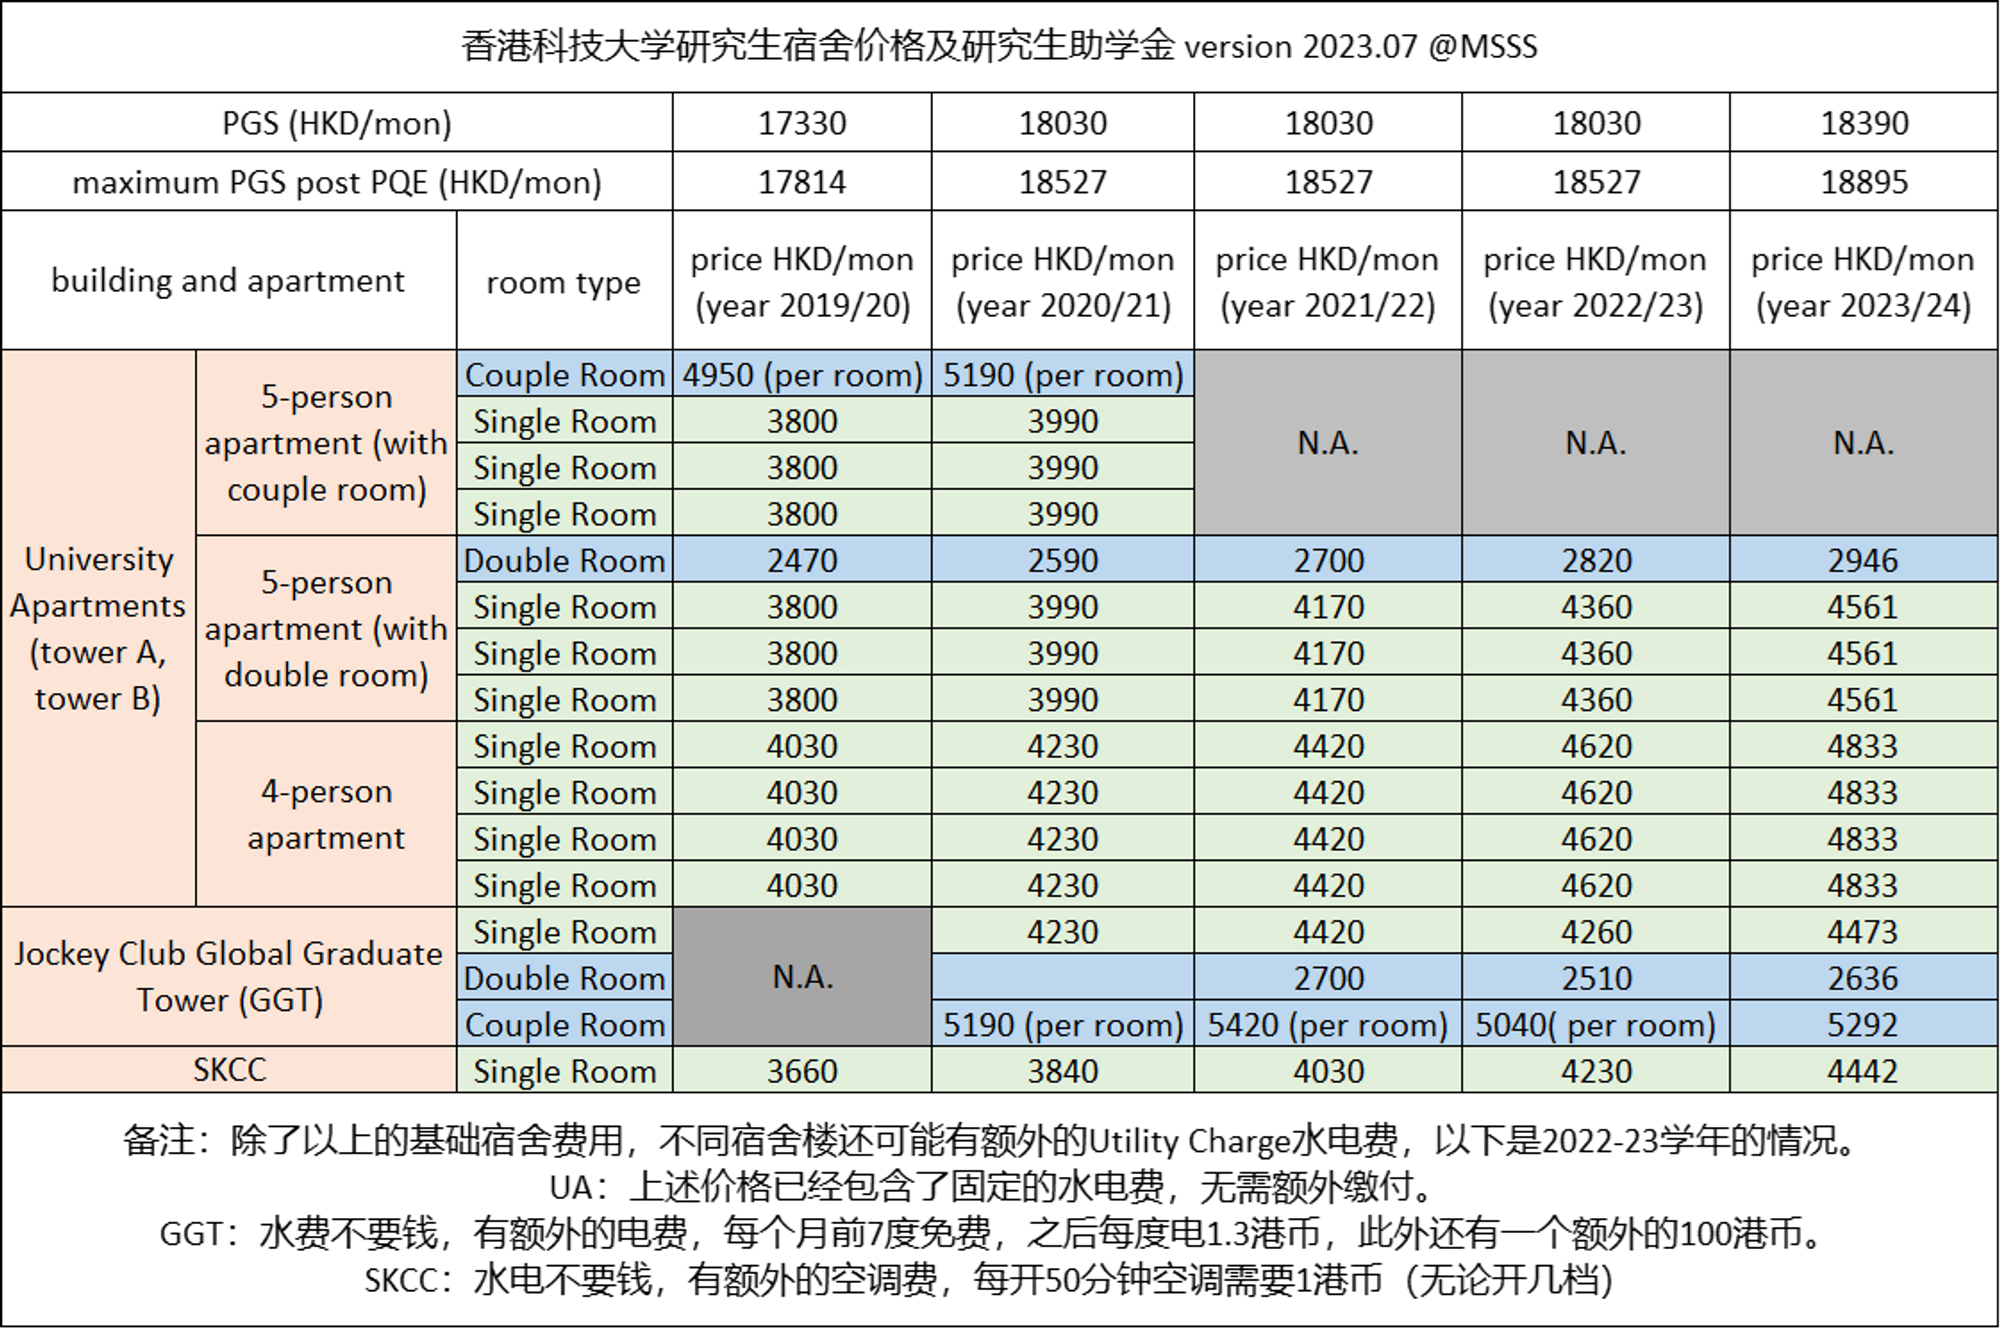 香港科技大学研究生宿舍价格及研究生助学金 version 2023.07 @MSSS
PGS (HKD/mon) 17330 18030 18030 18030 18390
maximum PGS post PQE (HKD/mon) 17814 18527 18527 18527 18895
building and apartment room type price HKD/mon (year 2019/20) price HKD/mon (year 2020/21) price HKD/mon (year 2021/22) price HKD/mon (year 2022/23) price HKD/mon (year 2023/24)
University Apartments (tower A, tower B)
5-person apartment (with couple room)
Couple Room 4950 (per room) 5190 (per room) N.A. N.A. N.A.
Single Room 3800 3990
Single Room 3800 3990
Single Room 3800 3990
5-person apartment (with double room)
Double Room 2470 2590 2700 2820 2946
Single Room 3800 3990 4170 4360 4561
Single Room 3800 3990 4170 4360 4561
Single Room 3800 3990 4170 4360 4561
4-person apartment
Single Room 4030 4230 4420 4620 4833
Single Room 4030 4230 4420 4620 4833
Single Room 4030 4230 4420 4620 4833
Single Room 4030 4230 4420 4620 4833
Jockey Club Global Graduate Tower (GGT)
Single Room N.A. 4230 4420 4260 4473
Double Room 2700 2510 2636
Couple Room 5190 (per room) 5420 (per room) 5040( per room) 5292
SKCC Single Room 3660 3840 4030 4230 4442
备注：除了以上的基础宿舍费用，不同宿舍楼还可能有额外的Utility Charge水电费，以下是2022-23学年的情况。
UA：上述价格已经包含了固定的水电费，无需额外缴付。
GGT：水费不要钱，有额外的电费，每个月前7度免费，之后每度电1.3港币，此外还有一个额外的100港币。
SKCC：水电不要钱，有额外的空调费，每开50分钟空调需要1港币（无论开几档）